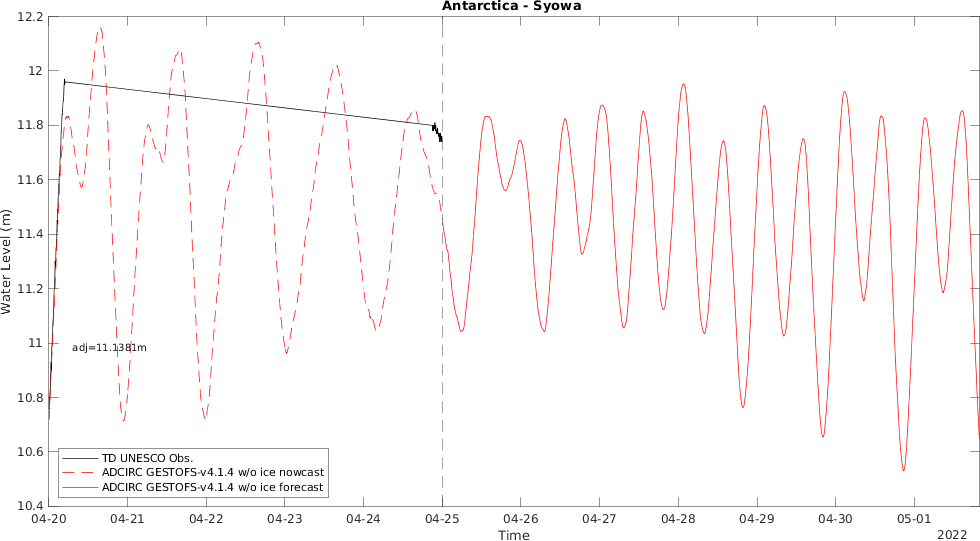 Antarctica - Syowa
Water Level (m)
12.2
12
11.8
11.6
11.4
11.2
11
10.8
10.6
10.4
adj=11.1381m
TD UNESCO Obs.
ADCIRC GESTOFS-v4.1.4 w/o ice nowcast
ADCIRC GESTOFS-v4.1.4 w/o ice forecast
04-20 04-21 04-22 04-23 04-24 04-25 04-26 04-27 04-28 04-29 04-30 05-01
Time
2022